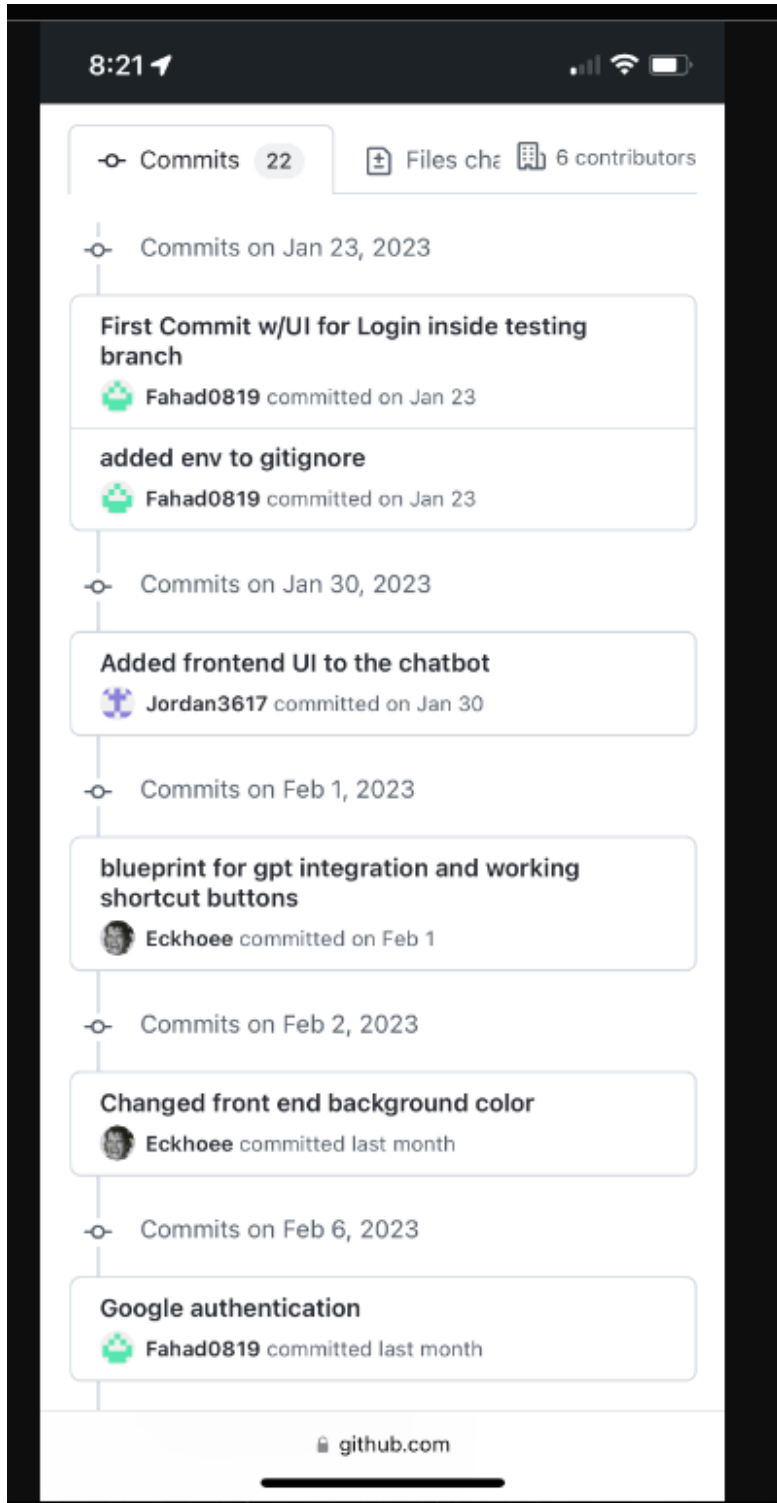 8:21
Commits 22 Files cha 6 contributors
Commits on Jan 23, 2023
First Commit w/UI for Login inside testing
branch
Fahad0819 committed on Jan 23
added env to gitignore
Fahad0819 committed on Jan 23
Commits on Jan 30, 2023
Added frontend UI to the chatbot
Jordan3617 committed on Jan 30
Commits on Feb 1, 2023
blueprint for gpt integration and working
shortcut buttons
Eckhoee committed on Feb 1
Commits on Feb 2, 2023
Changed front end background color
Eckhoee committed last month
Commits on Feb 6, 2023
Google authentication
Fahad0819 committed last month
github.com